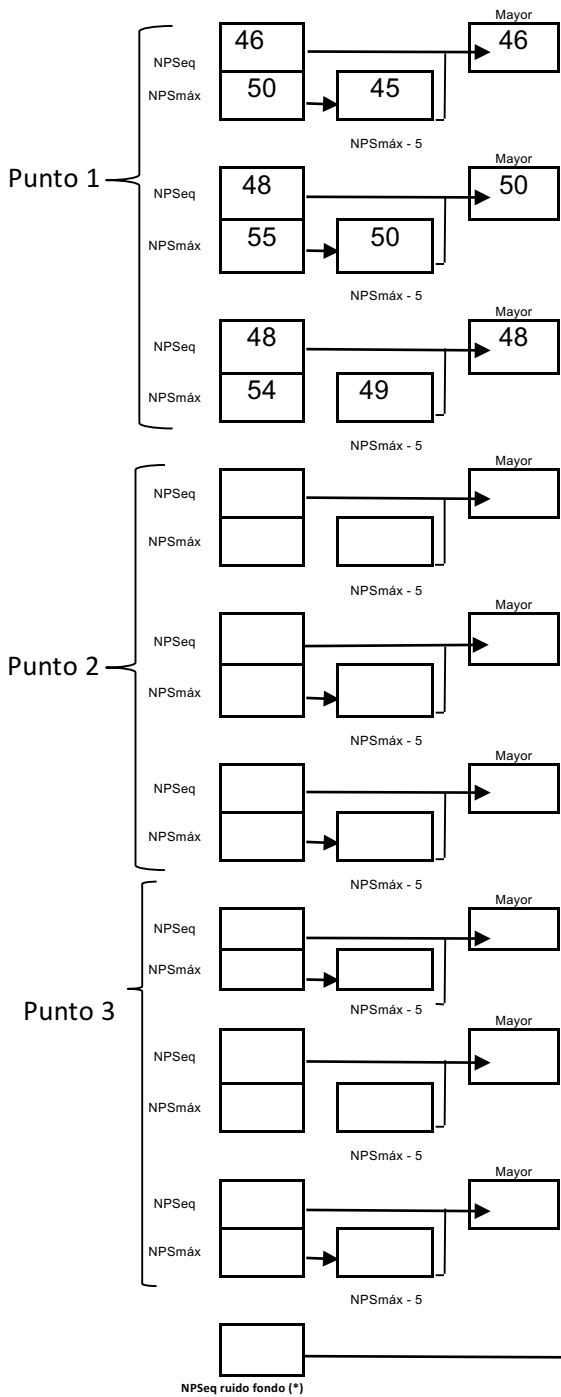 Mayor
46 46
NPSeq
NPSmáx 50 45
NPSmáx - 5
Punto 1
Mayor
NPSeq 48 50
NPSmáx 55 50
NPSmáx - 5
Mayor
NPSeq 48 48
NPSmáx 54 49
NPSmáx - 5
Mayor
NPSeq
NPSmáx
NPSmáx - 5
Mayor
NPSeq
Punto 2
NPSmáx
NPSmáx - 5
Mayor
NPSeq
NPSmáx
NPSmáx - 5
Mayor
NPSeq
NPSmáx
Punto 3
NPSmáx - 5
Mayor
NPSeq
NPSmáx
NPSmáx - 5
Mayor
NPSeq
NPSmáx
NPSmáx - 5
NPSeq ruido fondo (*)